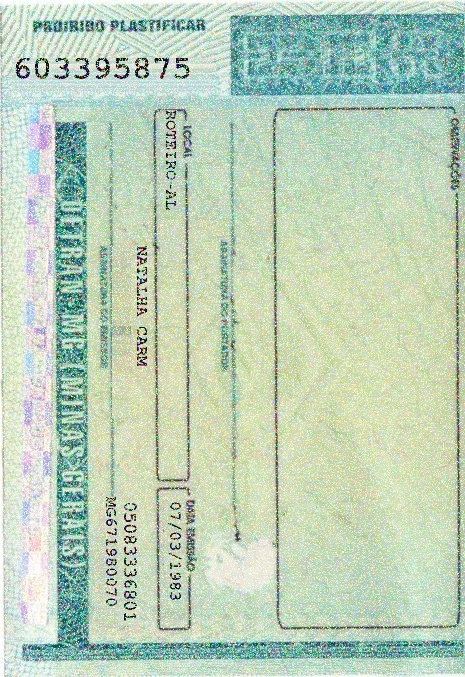 PROIBIDO PLASTIFICAR
603395875
OBSERVAÇÕES
ASSINATURA DO PORTADOR
LOCAL
ROTEIRO-AL
DATA EMISSÃO
07/03/1983
NATALHA CARM
05083336801
MG671980070
ASSINATURA DO EMISSOR
DETRAN MG (MINAS GERAIS)